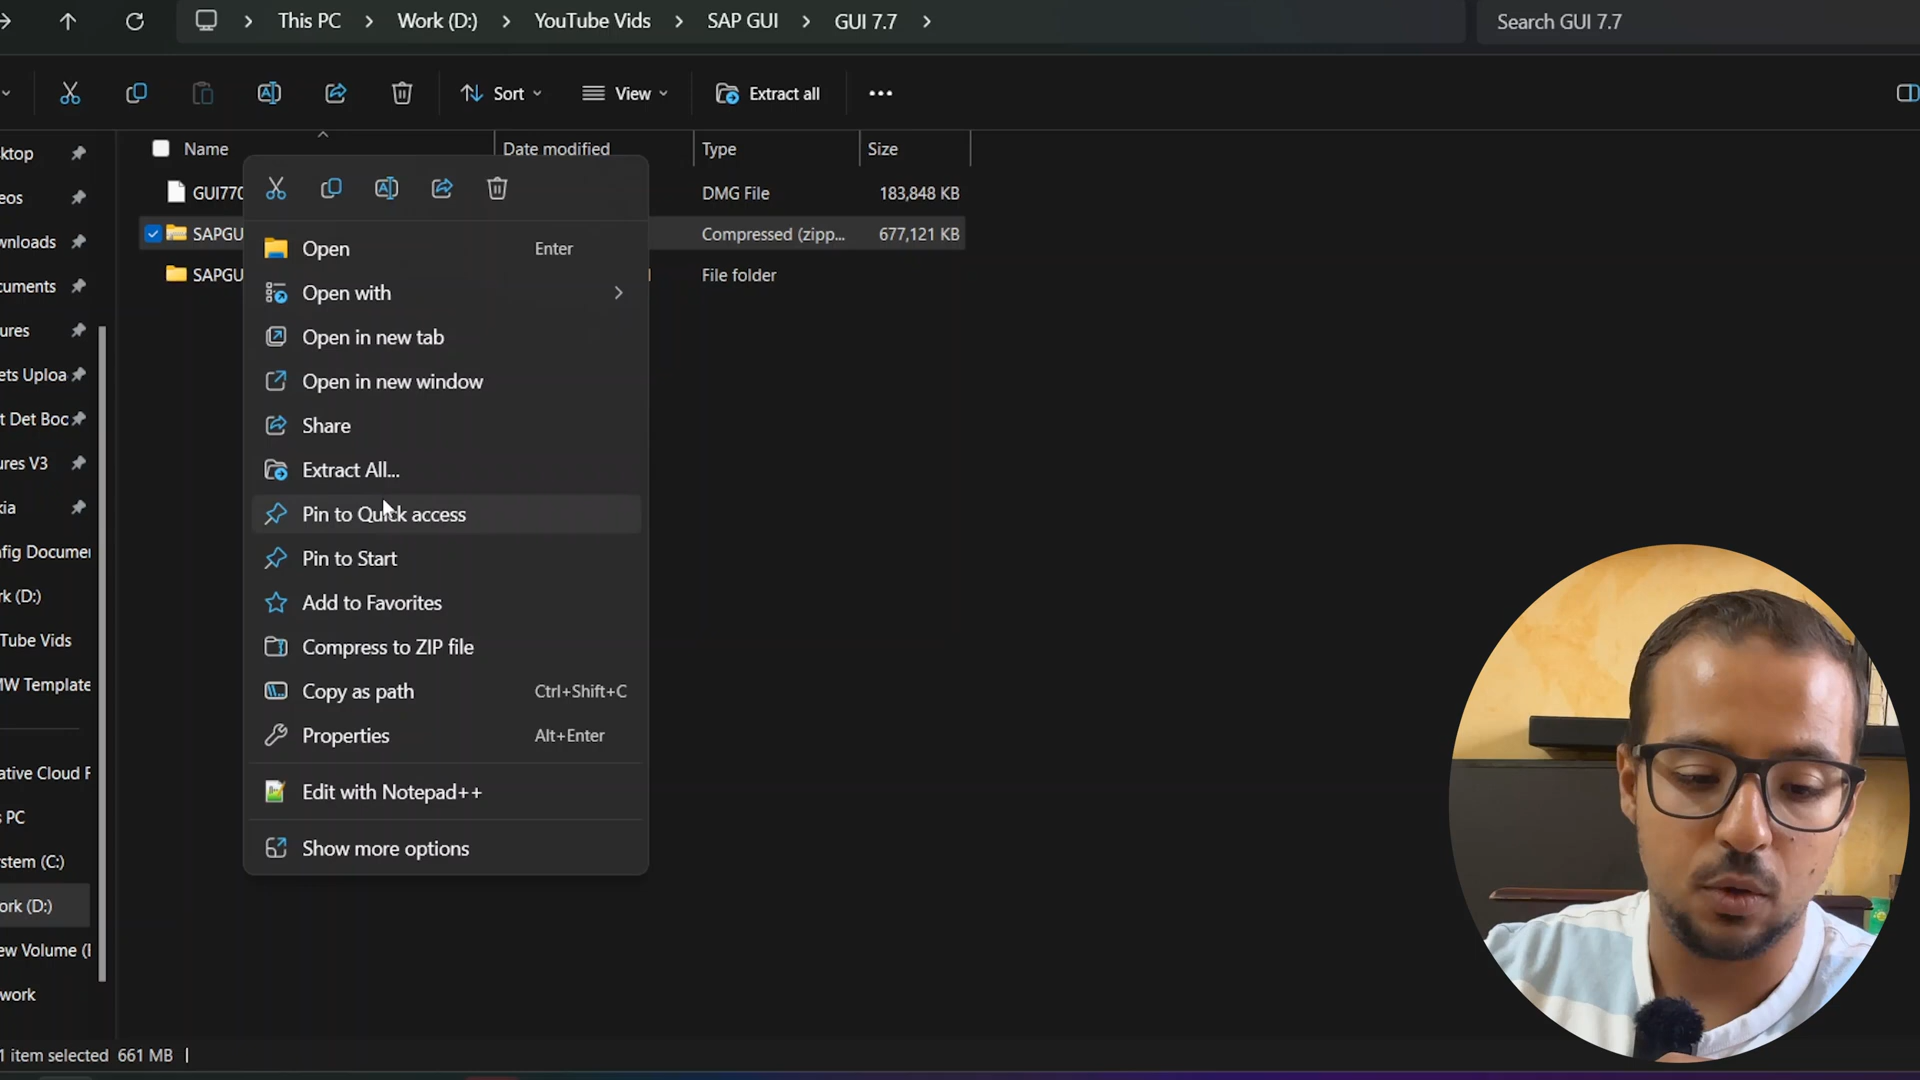 This PC > Work (D:) > YouTube Vids > SAP GUI > GUI 7.7 >
Search GUI 7.7
Sort
View
Extract all
Name
Date modified
Type
Size
GUI770
DMG File
183,848 KB
SAPGU
Compressed (zipp...
677,121 KB
SAPGU
File folder
ktop
eos
wnloads
cuments
ures
ets Uploa
t Det Boc
ures V3
kia
nfig Documen
rk (D:)
Tube Vids
MW Template
ative Cloud F
s PC
stem (C:)
ork (D:)
ew Volume (I
work
Open Enter
Open with
Open in new tab
Open in new window
Share
Extract All...
Pin to Quick access
Pin to Start
Add to Favorites
Compress to ZIP file
Copy as path Ctrl+Shift+C
Properties Alt+Enter
Edit with Notepad++
Show more options
1 item selected 661 MB